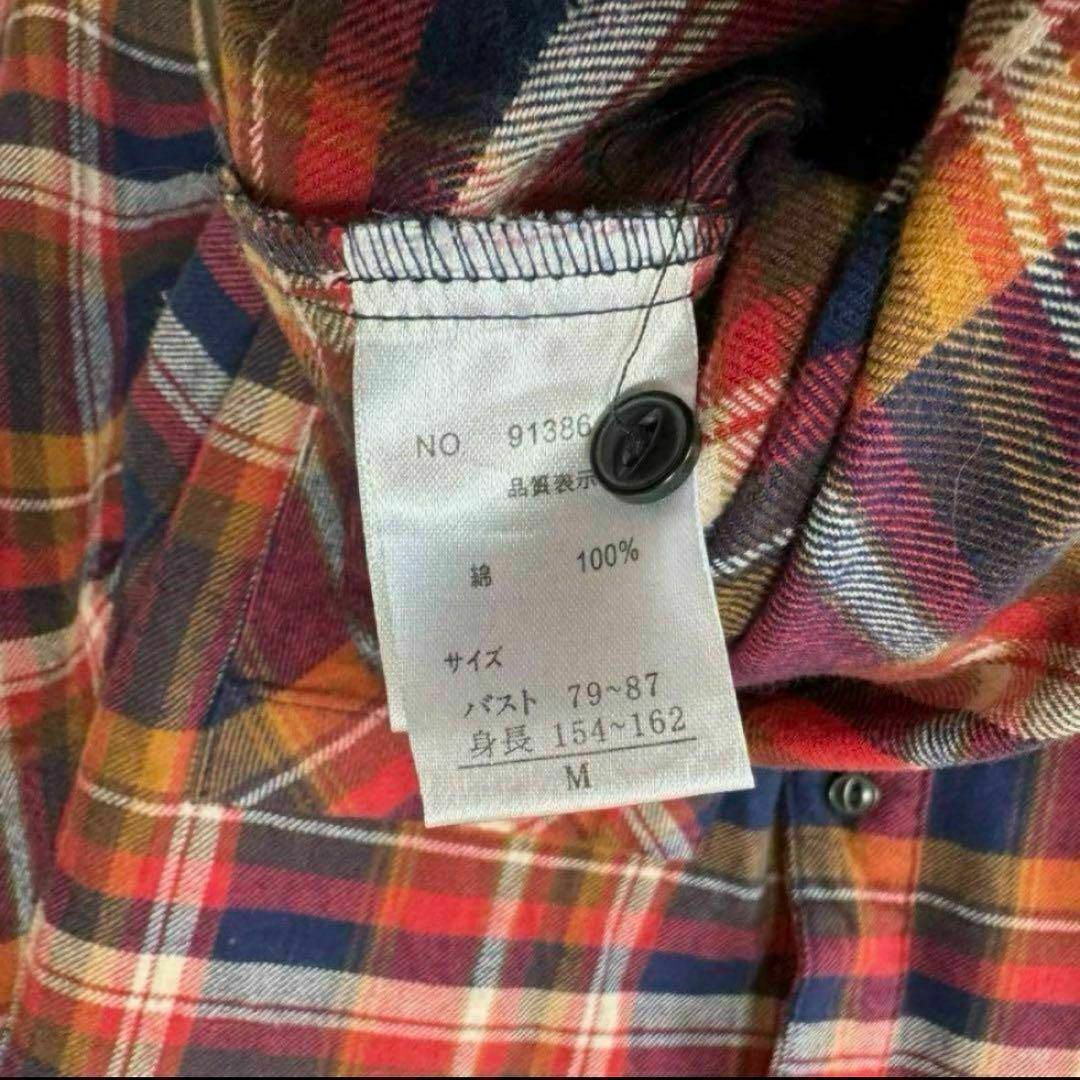 NO 91386
品質表示
綿 100%
サイズ
バスト 79~87
身長 154~162
M